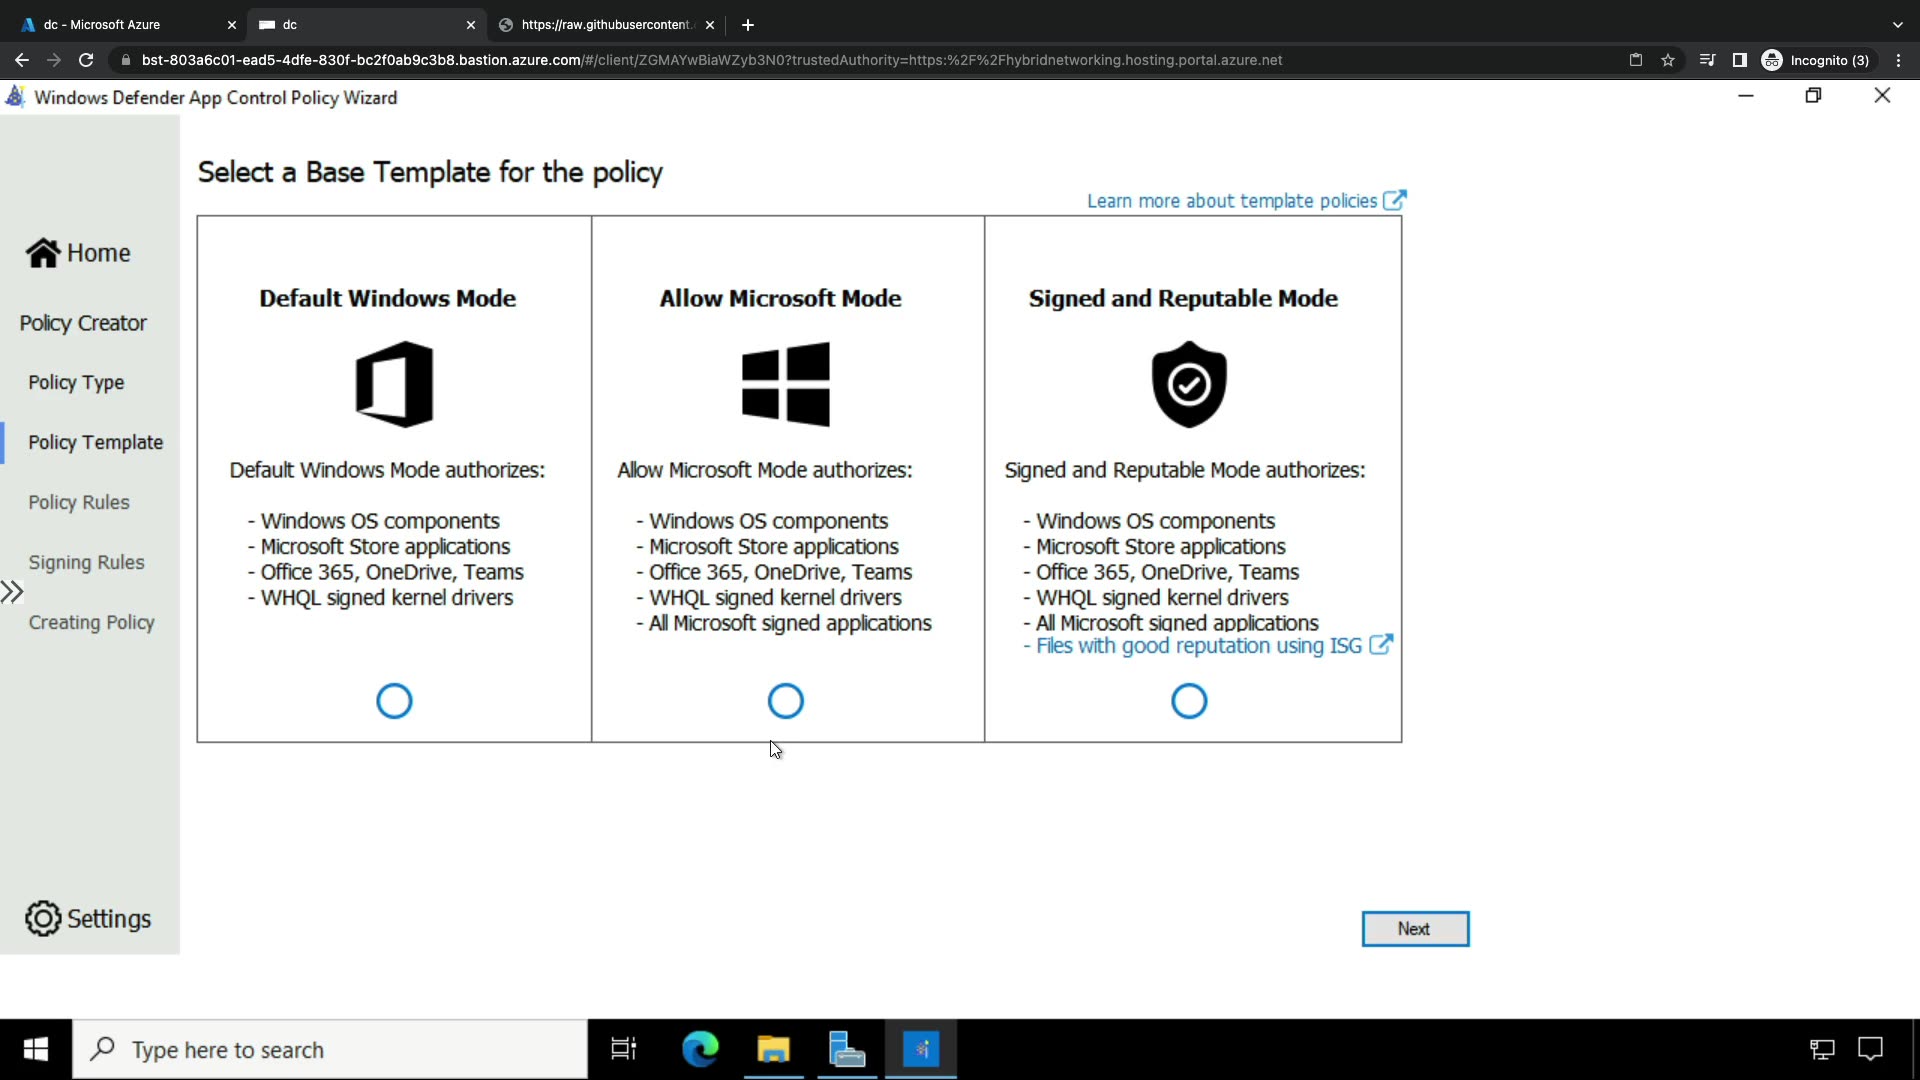 dc - Microsoft Azure
dc
https://raw.githubusercontent.
bst-803a6c01-ead5-4dfe-830f-bc2f0ab9c3b8.bastion.azure.com/#/client/ZGMAYwBiaWZyb3N0?trustedAuthority=https:%2F%2Fhybridnetworking.hosting.portal.azure.net
Incognito (3)
Windows Defender App Control Policy Wizard
Select a Base Template for the policy
Learn more about template policies
Home
Policy Creator
Policy Type
Policy Template
Policy Rules
Signing Rules
Creating Policy
Settings
Default Windows Mode
Default Windows Mode authorizes:
- Windows OS components
- Microsoft Store applications
- Office 365, OneDrive, Teams
- WHQL signed kernel drivers
Allow Microsoft Mode
Allow Microsoft Mode authorizes:
- Windows OS components
- Microsoft Store applications
- Office 365, OneDrive, Teams
- WHQL signed kernel drivers
- All Microsoft signed applications
Signed and Reputable Mode
Signed and Reputable Mode authorizes:
- Windows OS components
- Microsoft Store applications
- Office 365, OneDrive, Teams
- WHQL signed kernel drivers
- All Microsoft signed applications
- Files with good reputation using ISG
Next
Type here to search